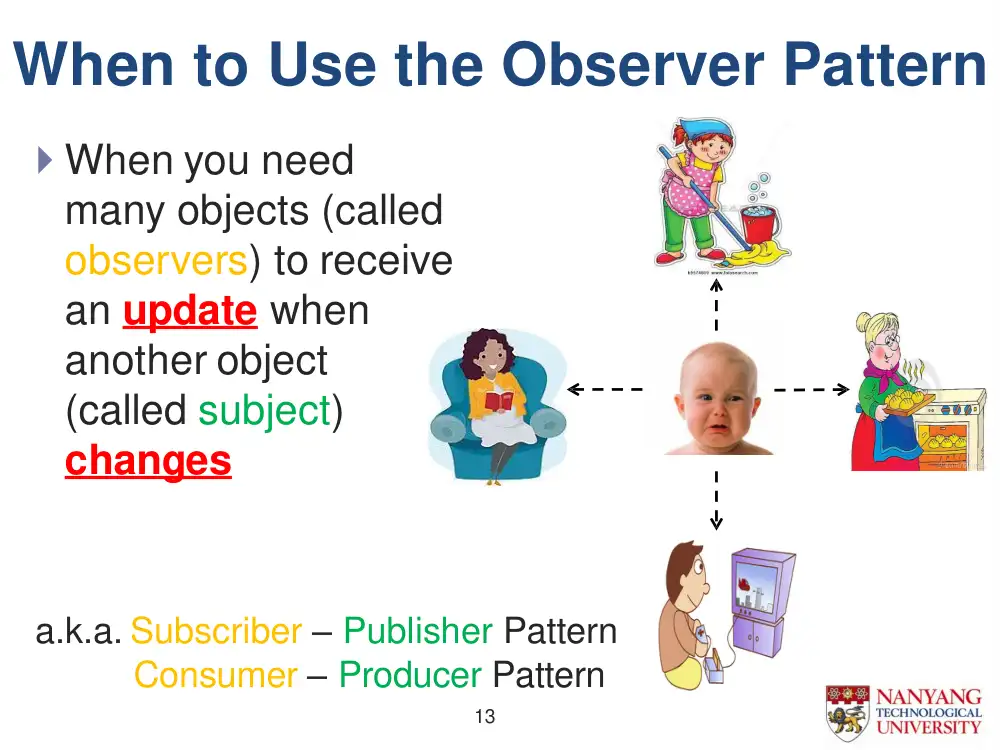 When to Use the Observer Pattern
When you need
many objects (called
observers) to receive
an update when
another object
(called subject)
changes
a.k.a. Subscriber – Publisher Pattern
Consumer – Producer Pattern
13
NANYANG
TECHNOLOGICAL
UNIVERSITY